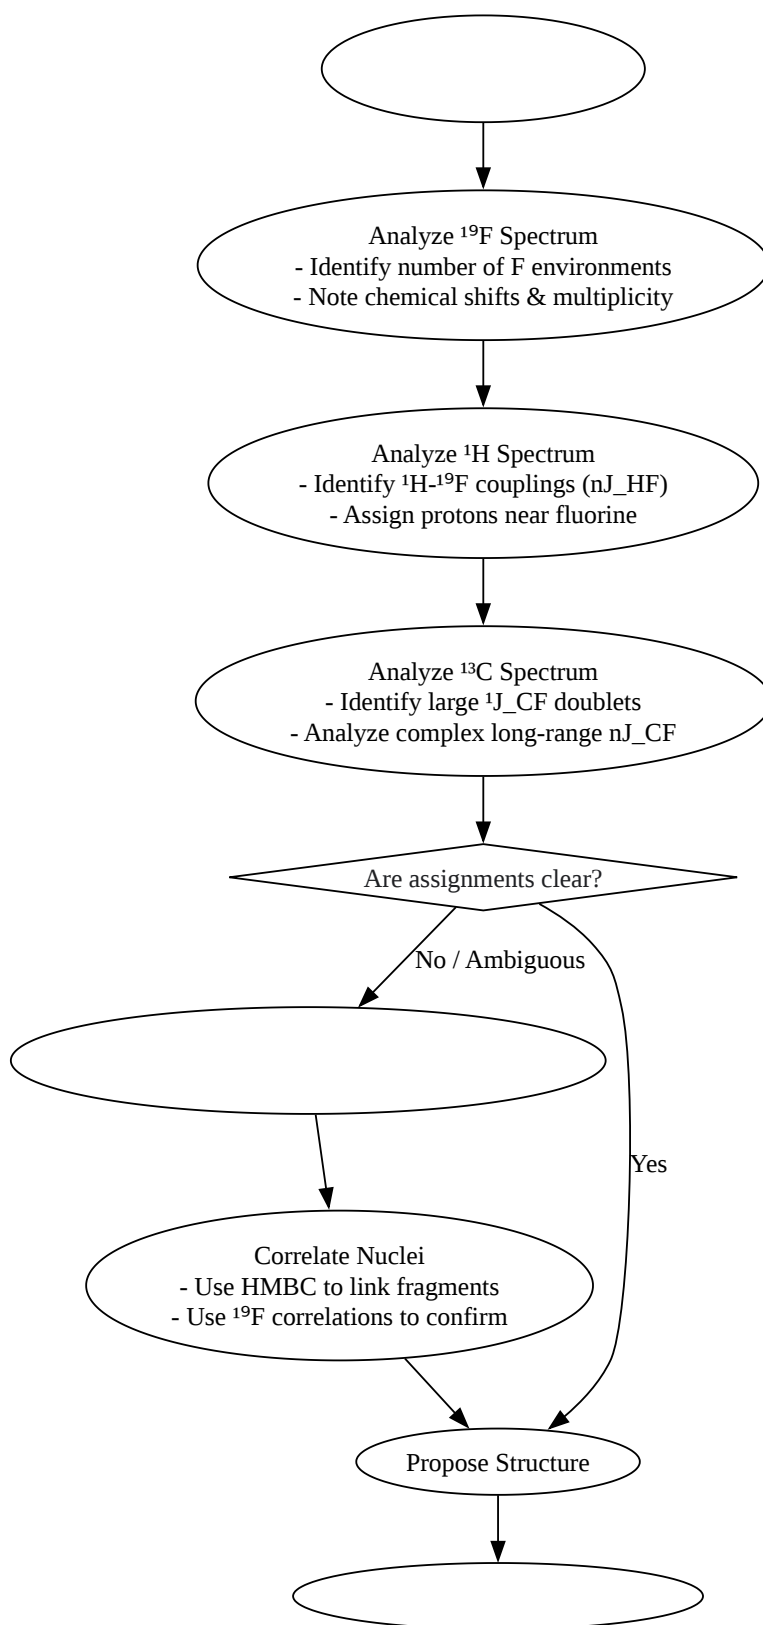 Analyze ¹⁹F Spectrum
- Identify number of F environments
- Note chemical shifts & multiplicity
Analyze ¹H Spectrum
- Identify ¹H-¹⁹F couplings (nJ_HF)
- Assign protons near fluorine
Analyze ¹³C Spectrum
- Identify large ¹J_CF doublets
- Analyze complex long-range nJ_CF
Are assignments clear?
No / Ambiguous
Yes
Correlate Nuclei
- Use HMBC to link fragments
- Use ¹⁹F correlations to confirm
Propose Structure